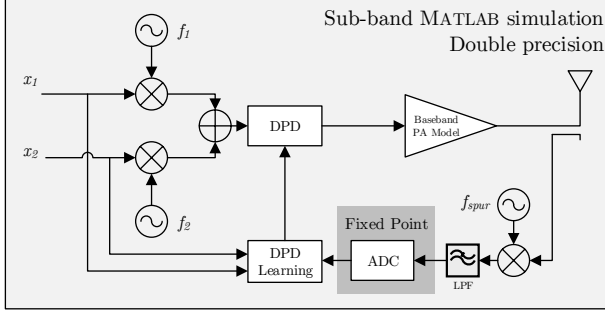 Sub-band MATLAB simulation
Double precision
f1
x1
DPD
Baseband
PA Model
x2
f2
fspur
Fixed Point
DPD
Learning
ADC
LPF